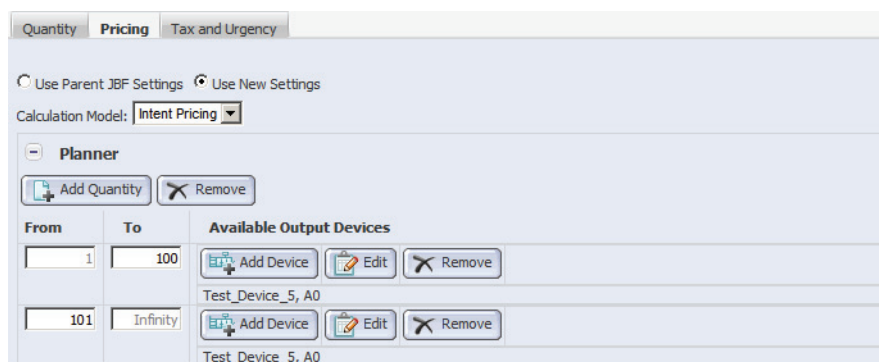 Quantity Pricing Tax and Urgency
Use Parent JBF Settings Use New Settings
Calculation Model: Intent Pricing
Planner
Add Quantity Remove
From To Available Output Devices
1 100 Add Device Edit Remove
Test_Device_5, A0
101 Infinity Add Device Edit Remove
Test_Device_5, A0